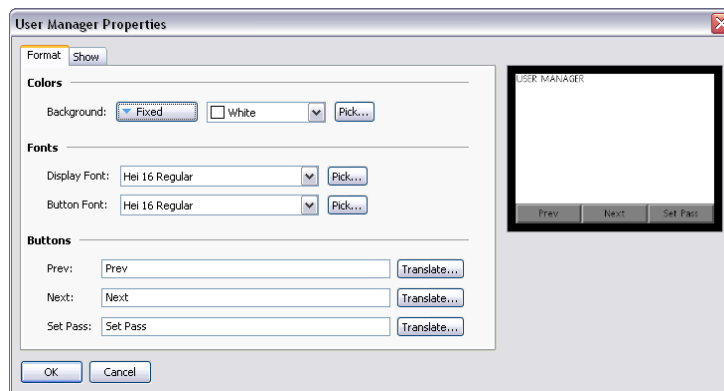 User Manager Properties
Format Show
Colors
Background: Fixed White Pick...
Fonts
Display Font: Hei 16 Regular Pick...
Button Font: Hei 16 Regular Pick...
Buttons
Prev: Prev Translate...
Next: Next Translate...
Set Pass: Set Pass Translate...
OK Cancel
USER MANAGER
Prev Next Set Pass